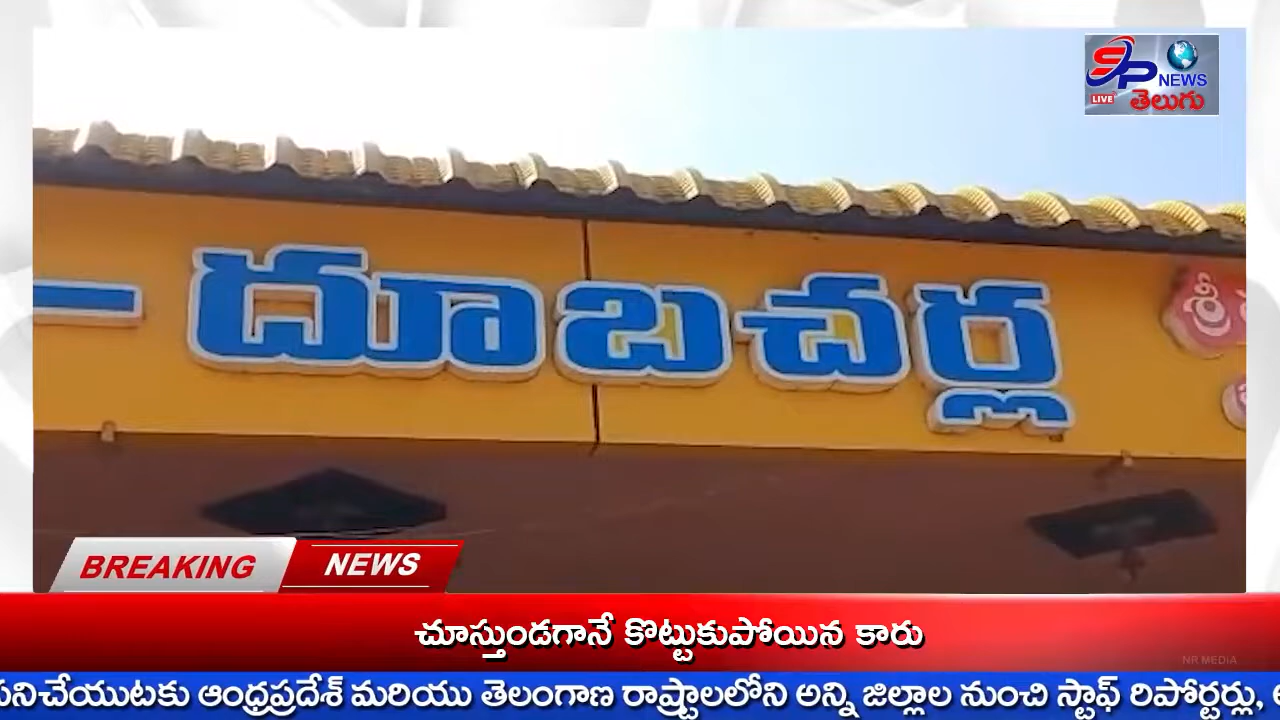 SP NEWS
LIVE తెలుగు
– దూబచర్ల
శ్రీ
BREAKING NEWS
చూస్తుండగానే కొట్టుకుపోయిన కారు
NR MEDIA
పనిచేయుటకు ఆంధ్రప్రదేశ్ మరియు తెలంగాణ రాష్ట్రాలలోని అన్ని జిల్లాల నుంచి స్టాఫ్ రిపోర్టర్లు,